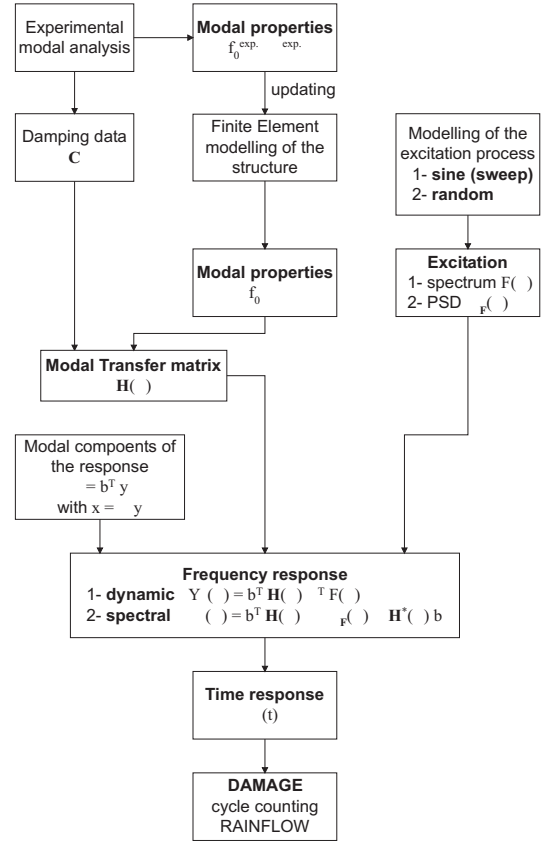 Experimental
modal analysis
Modal properties
f₀ᵉˣᵖ· ᵉˣᵖ·
updating
Damping data
C
Finite Element
modelling of the
structure
Modelling of the
excitation process
1- sine (sweep)
2- random
Modal properties
f₀
Excitation
1- spectrum F( )
2- PSD F( )
Modal Transfer matrix
H( )
Modal compoents of
the response
= bᵀ y
with x = y
Frequency response
1- dynamic Y ( ) = bᵀ H( ) ᵀ F( )
2- spectral ( ) = bᵀ H( ) F( ) H*( ) b
Time response
(t)
DAMAGE
cycle counting
RAINFLOW